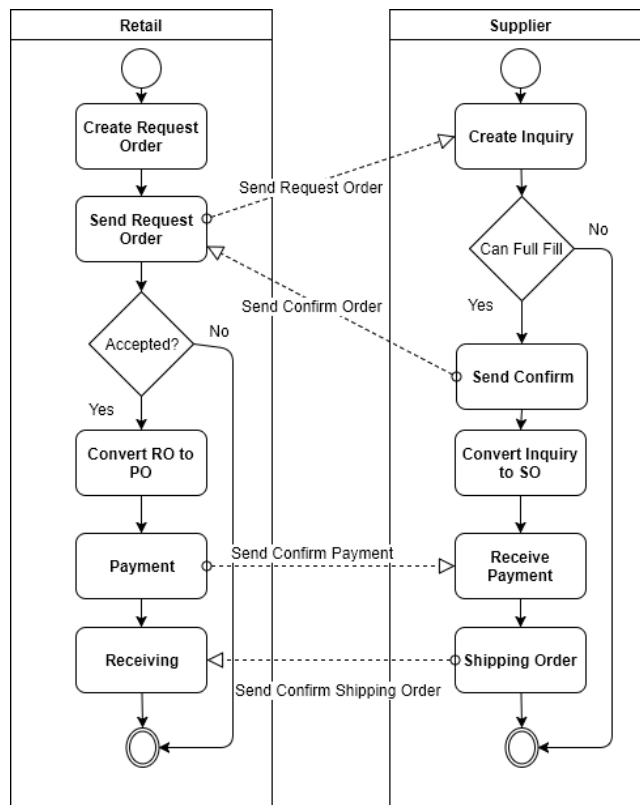 Retail
Supplier
Create Request
Order
Create Inquiry
Send Request Order
Send Request
Order
Can Full Fill
No
Yes
Send Confirm Order
Accepted?
No
Yes
Send Confirm
Convert RO to
PO
Convert Inquiry
to SO
Payment
Send Confirm Payment
Receive
Payment
Receiving
Send Confirm Shipping Order
Shipping Order